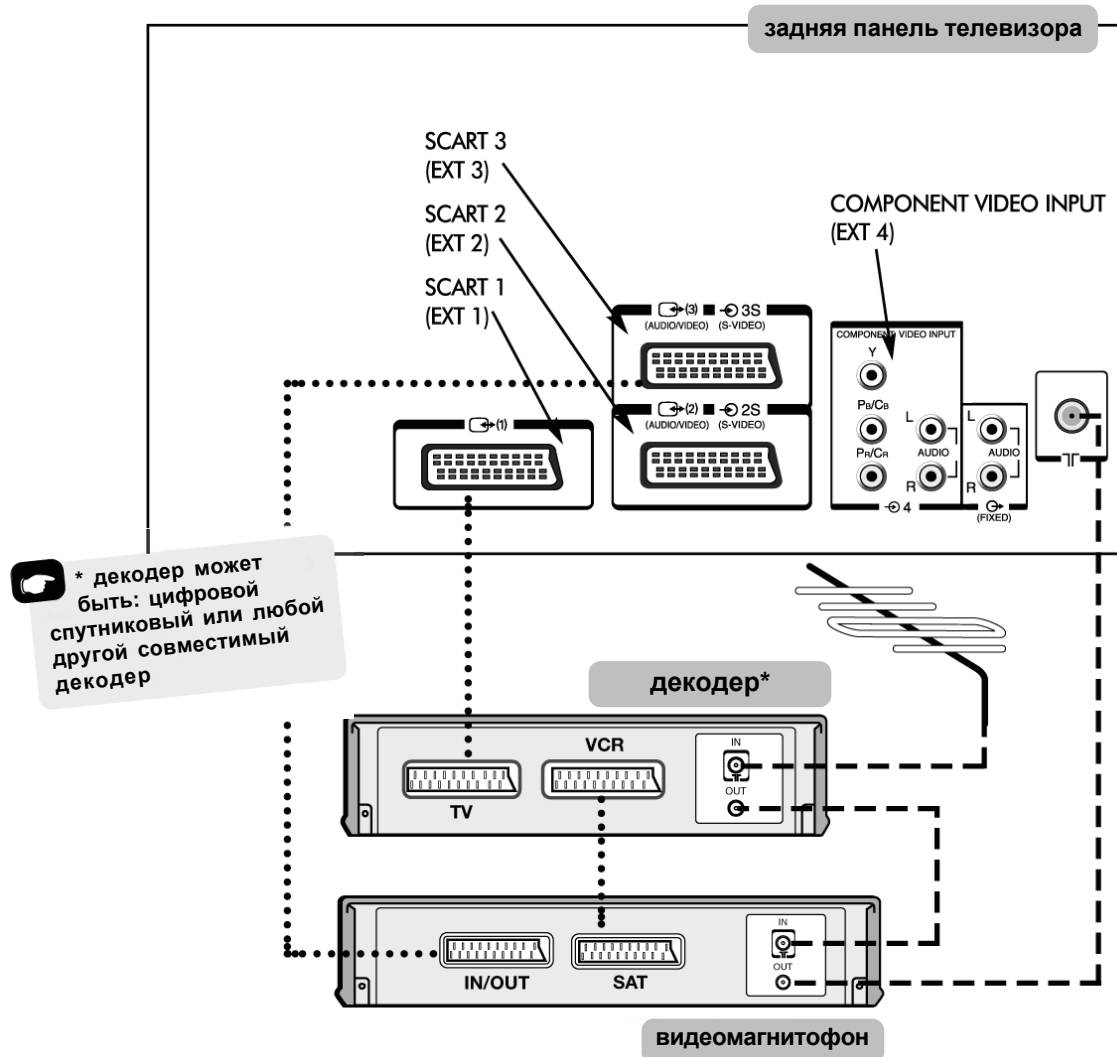 задняя панель телевизора
SCART 3
(EXT 3)
SCART 2
(EXT 2)
SCART 1
(EXT 1)
COMPONENT VIDEO INPUT
(EXT 4)
(3) 3S
(AUDIO/VIDEO) (S-VIDEO)
(2) 2S
(AUDIO/VIDEO) (S-VIDEO)
(1)
COMPONENT VIDEO INPUT
Y
PB/CB
PR/CR
L
AUDIO
R
4
L
AUDIO
R
(FIXED)
* декодер может
быть: цифровой
спутниковый или любой
другой совместимый
декодер
декодер*
TV
VCR
IN
OUT
IN/OUT
SAT
IN
OUT
видеомагнитофон